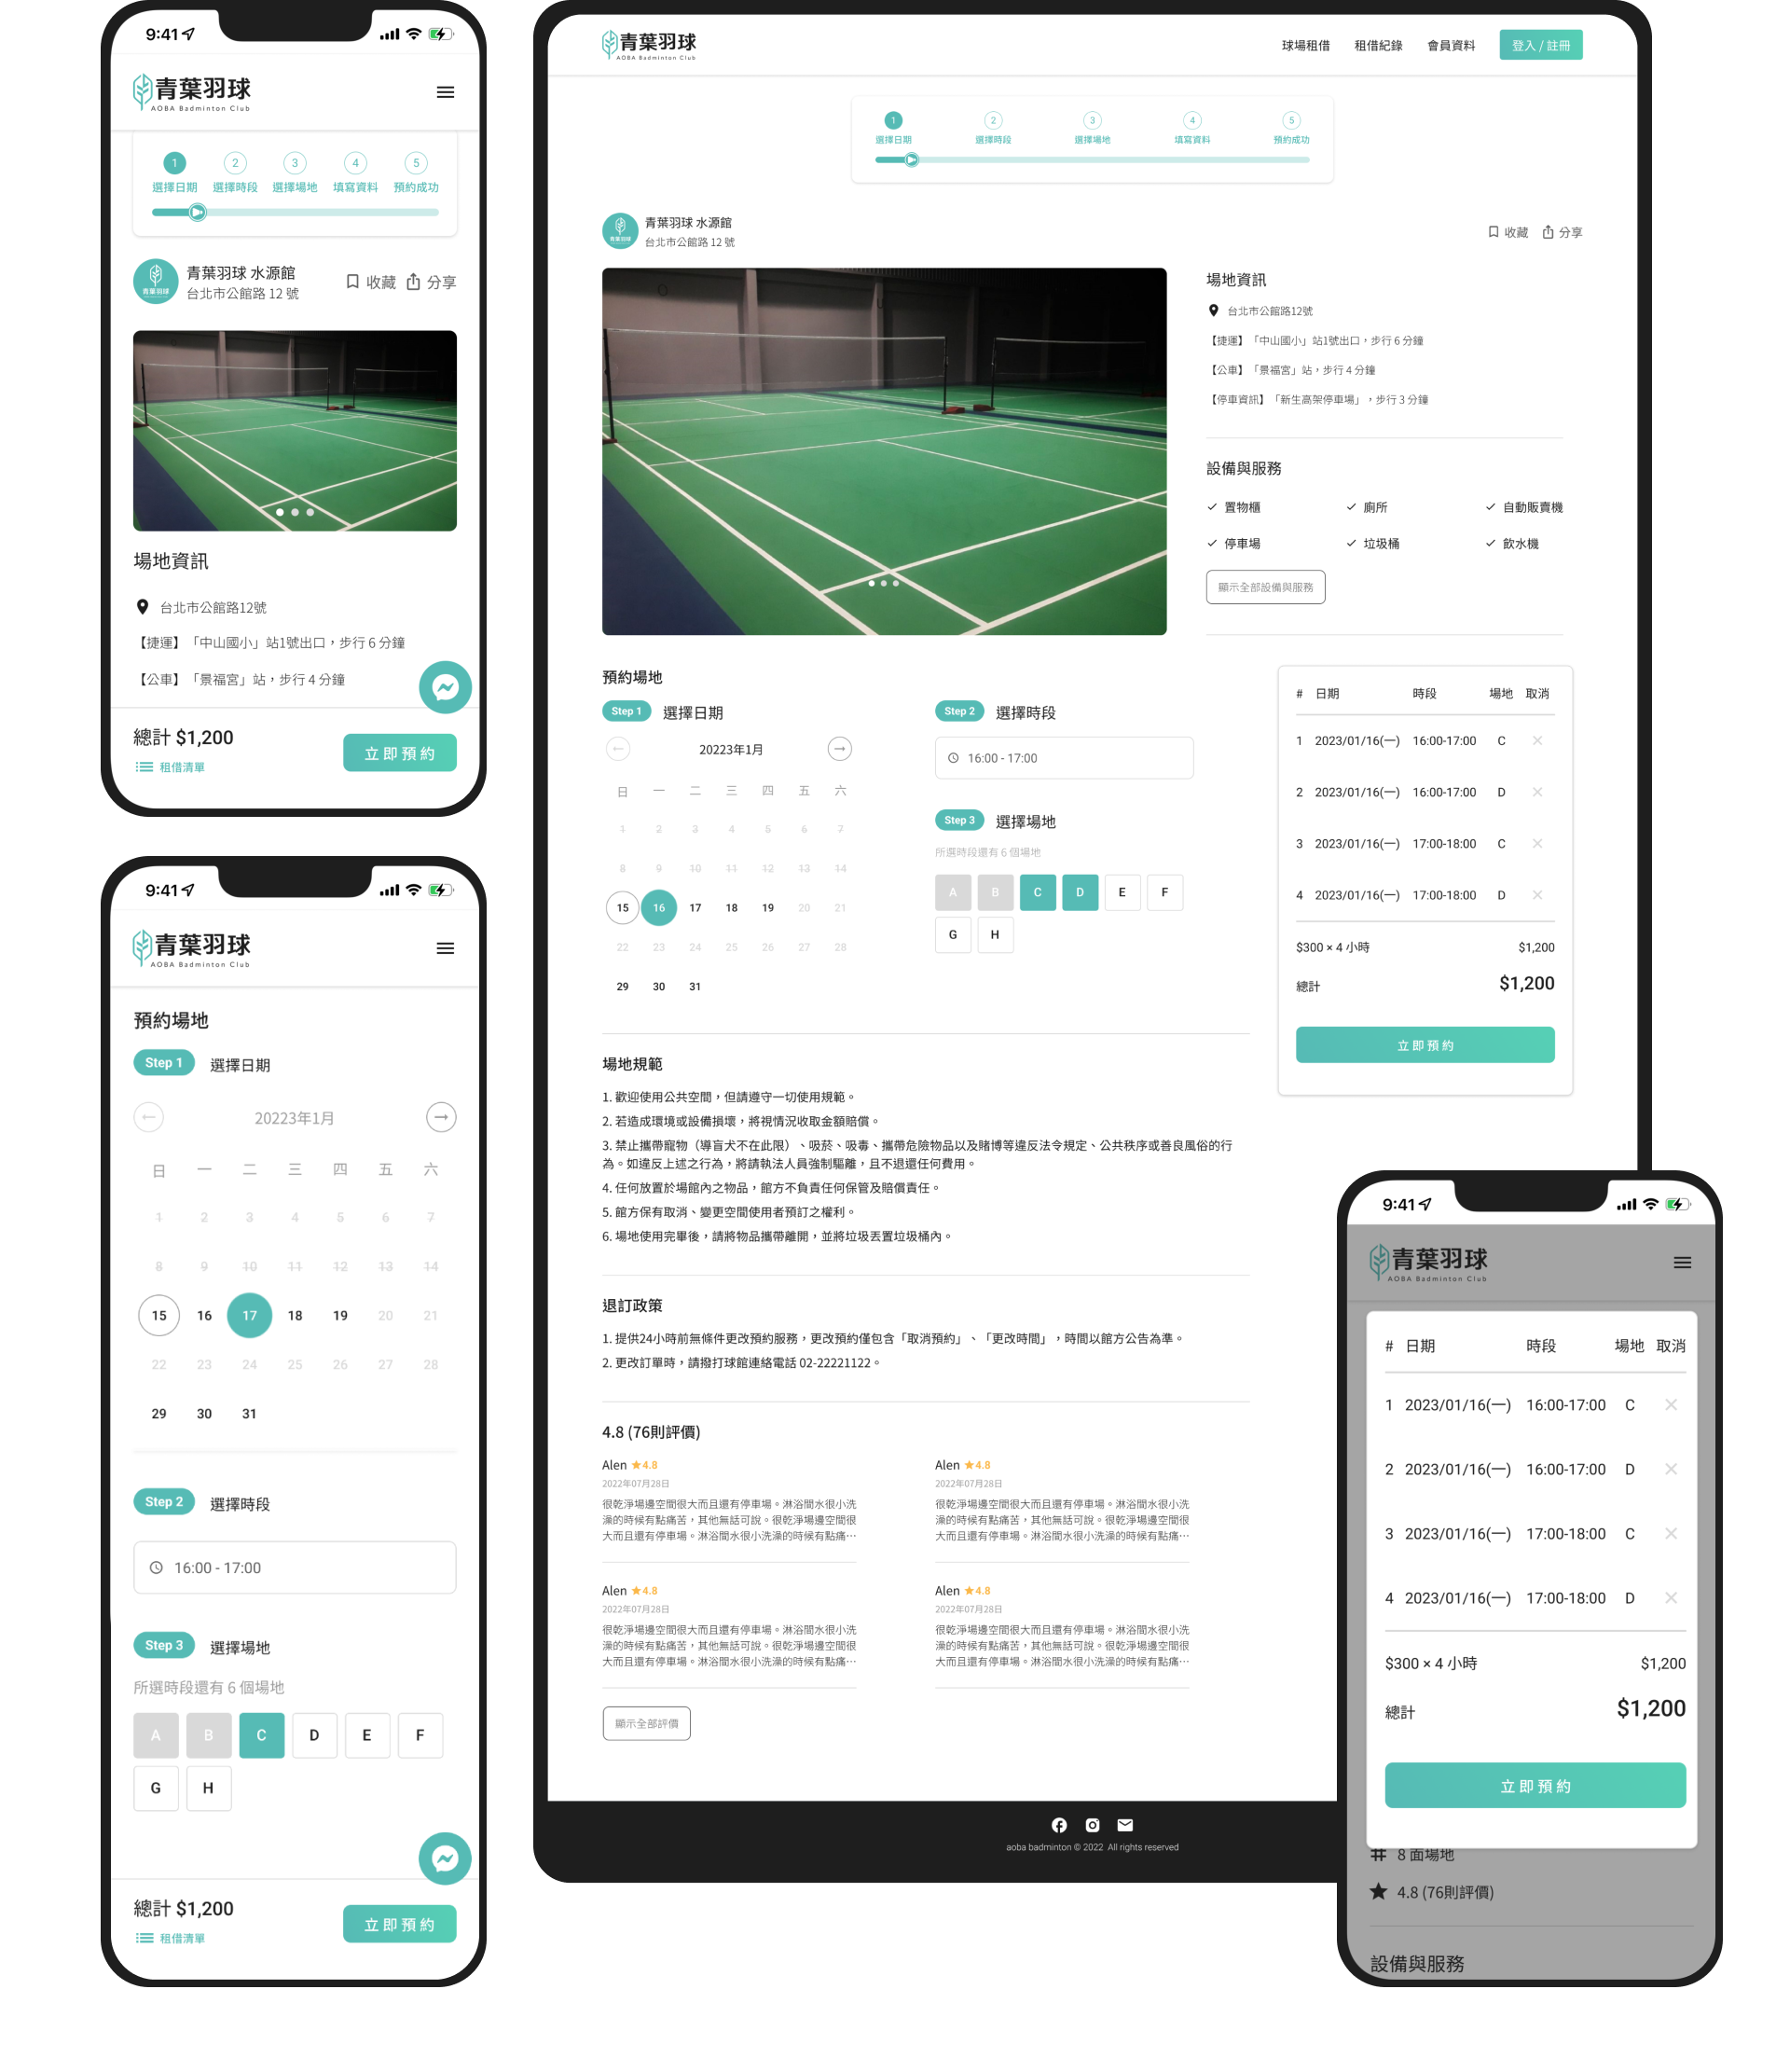 9:41
青葉羽球
AOBA Badminton Club
1 2 3 4 5
選擇日期 選擇時段 選擇場地 填寫資料 預約成功
青葉羽球
青葉羽球 水源館
台北市公館路 12 號
收藏 分享
場地資訊
台北市公館路12號
【捷運】「中山國小」站1號出口，步行 6 分鐘
【公車】「景福宮」站，步行 4 分鐘
總計 $1,200
租借清單
立即預約
9:41
青葉羽球
AOBA Badminton Club
預約場地
Step 1 選擇日期
20223年1月
日 一 二 三 四 五 六
1 2 3 4 5 6 7
8 9 10 11 12 13 14
15 16 17 18 19 20 21
22 23 24 25 26 27 28
29 30 31
Step 2 選擇時段
16:00 - 17:00
Step 3 選擇場地
所選時段還有 6 個場地
A B C D E F
G H
總計 $1,200
租借清單
立即預約
青葉羽球
AOBA Badminton Club
球場租借 租借紀錄 會員資料 登入 / 註冊
1 2 3 4 5
選擇日期 選擇時段 選擇場地 填寫資料 預約成功
青葉羽球
青葉羽球 水源館
台北市公館路 12 號
收藏 分享
場地資訊
台北市公館路12號
【捷運】「中山國小」站1號出口，步行 6 分鐘
【公車】「景福宮」站，步行 4 分鐘
【停車資訊】「新生高架停車場」，步行 3 分鐘
設備與服務
置物櫃 廁所 自動販賣機
停車場 垃圾桶 飲水機
顯示全部設備與服務
預約場地
Step 1 選擇日期
20223年1月
日 一 二 三 四 五 六
1 2 3 4 5 6 7
8 9 10 11 12 13 14
15 16 17 18 19 20 21
22 23 24 25 26 27 28
29 30 31
Step 2 選擇時段
16:00 - 17:00
Step 3 選擇場地
所選時段還有 6 個場地
A B C D E F
G H
# 日期 時段 場地 取消
1 2023/01/16(一) 16:00-17:00 C
2 2023/01/16(一) 16:00-17:00 D
3 2023/01/16(一) 17:00-18:00 C
4 2023/01/16(一) 17:00-18:00 D
$300 × 4 小時 $1,200
總計 $1,200
立即預約
場地規範
1. 歡迎使用公共空間，但請遵守一切使用規範。
2. 若造成環境或設備損壞，將視情況收取金額賠償。
3. 禁止攜帶寵物（導盲犬不在此限）、吸菸、吸毒、攜帶危險物品以及賭博等違反法令規定、公共秩序或善良風俗的行
為。如違反上述之行為，將請執法人員強制驅離，且不退還任何費用。
4. 任何放置於場館內之物品，館方不負責任何保管及賠償責任。
5. 館方保有取消、變更空間使用者預訂之權利。
6. 場地使用完畢後，請將物品攜帶離開，並將垃圾丟置垃圾桶內。
退訂政策
1. 提供24小時前無條件更改預約服務，更改預約僅包含「取消預約」、「更改時間」，時間以館方公告為準。
2. 更改訂單時，請撥打球館連絡電話 02-22221122。
4.8 (76則評價)
Alen ★4.8
2022年07月28日
很乾淨場邊空間很大而且還有停車場。淋浴間水很小洗
澡的時候有點痛苦，其他無話可說。很乾淨場邊空間很
大而且還有停車場。淋浴間水很小洗澡的時候有點痛…
Alen ★4.8
2022年07月28日
很乾淨場邊空間很大而且還有停車場。淋浴間水很小洗
澡的時候有點痛苦，其他無話可說。很乾淨場邊空間很
大而且還有停車場。淋浴間水很小洗澡的時候有點痛…
Alen ★4.8
2022年07月28日
很乾淨場邊空間很大而且還有停車場。淋浴間水很小洗
澡的時候有點痛苦，其他無話可說。很乾淨場邊空間很
大而且還有停車場。淋浴間水很小洗澡的時候有點痛…
Alen ★4.8
2022年07月28日
很乾淨場邊空間很大而且還有停車場。淋浴間水很小洗
澡的時候有點痛苦，其他無話可說。很乾淨場邊空間很
大而且還有停車場。淋浴間水很小洗澡的時候有點痛…
顯示全部評價
aoba badminton © 2022 All rights reserved
9:41
青葉羽球
AOBA Badminton Club
# 日期 時段 場地 取消
1 2023/01/16(一) 16:00-17:00 C
2 2023/01/16(一) 16:00-17:00 D
3 2023/01/16(一) 17:00-18:00 C
4 2023/01/16(一) 17:00-18:00 D
$300 × 4 小時 $1,200
總計 $1,200
立即預約
8 面場地
4.8 (76則評價)
設備與服務